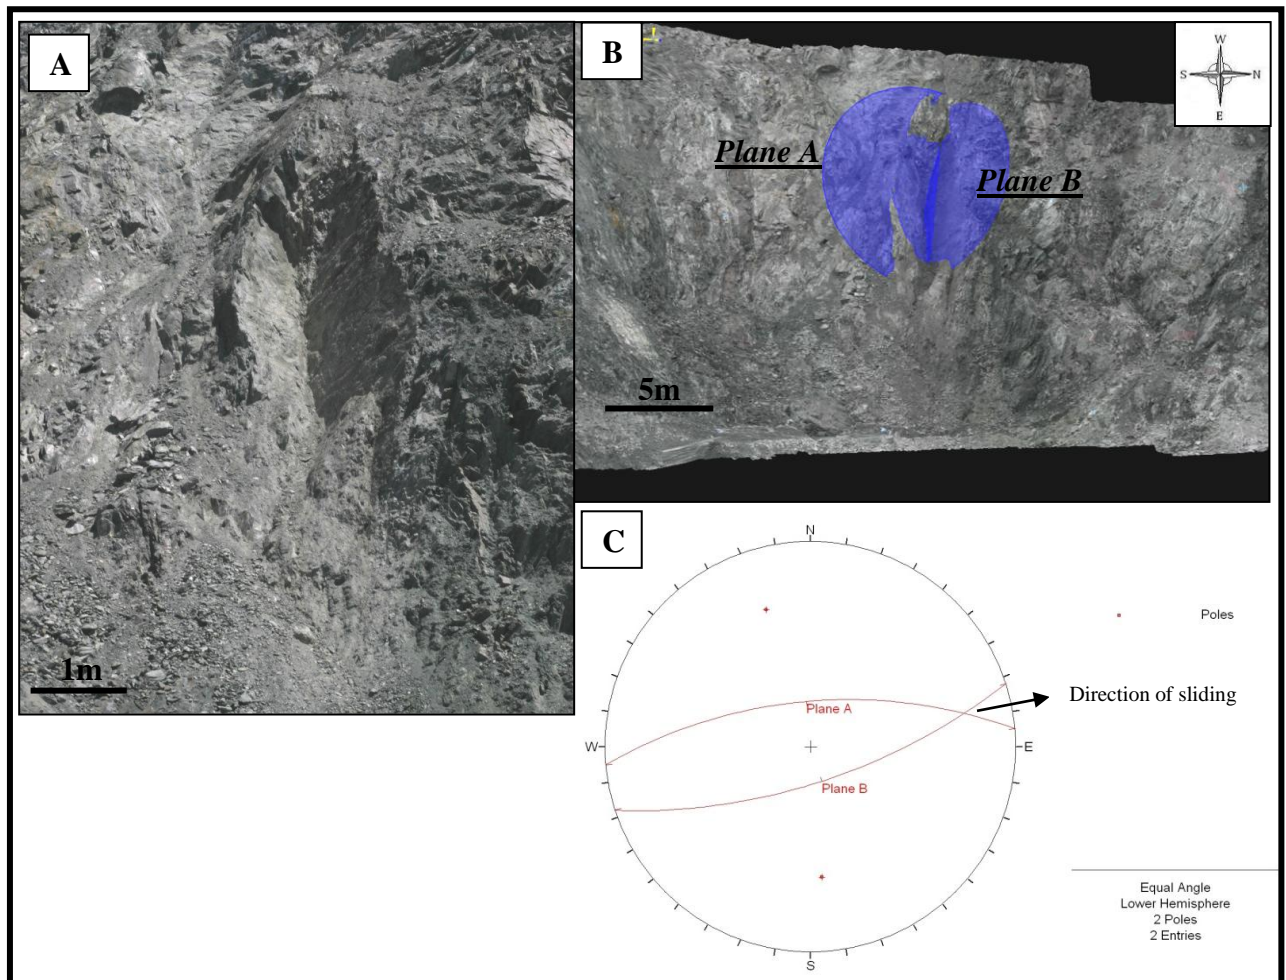 A
1m
B
W
S
N
E
Plane A
Plane B
5m
C
N
Poles
Direction of sliding
Plane A
W
E
Plane B
Equal Angle
Lower Hemisphere
2 Poles
2 Entries
S